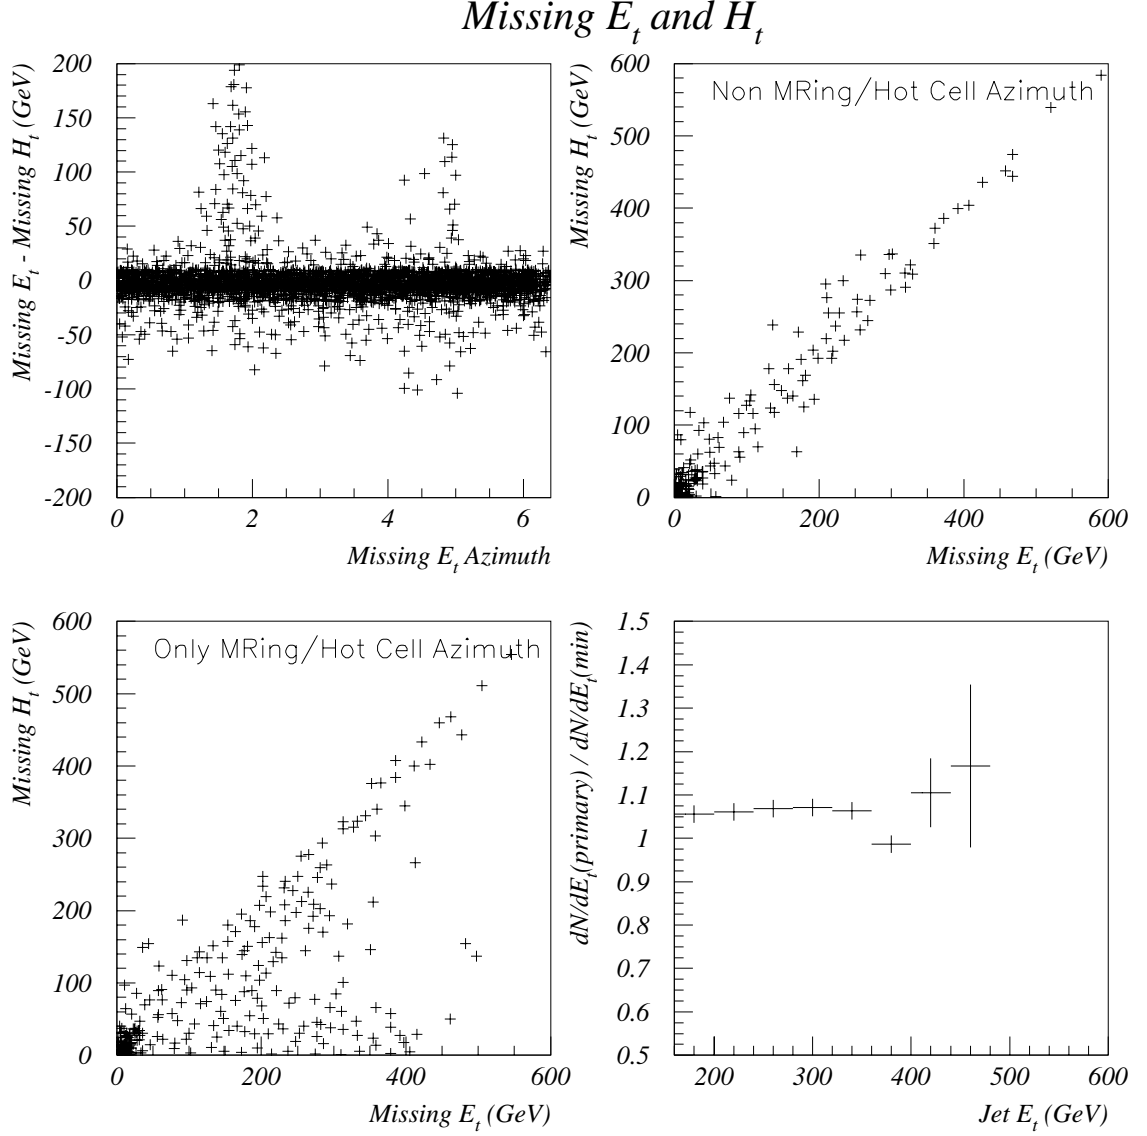 Missing E_t and H_t
Missing E_t - Missing H_t (GeV)
200
150
100
50
0
-50
-100
-150
-200
0 2 4 6
Missing E_t Azimuth
Missing H_t (GeV)
Non MRing/Hot Cell Azimuth
600
500
400
300
200
100
0
0 200 400 600
Missing E_t (GeV)
Missing H_t (GeV)
Only MRing/Hot Cell Azimuth
600
500
400
300
200
100
0
0 200 400 600
Missing E_t (GeV)
dN/dE_t(primary) / dN/dE_t(min)
1.5
1.4
1.3
1.2
1.1
1
0.9
0.8
0.7
0.6
0.5
200 300 400 500 600
Jet E_t (GeV)